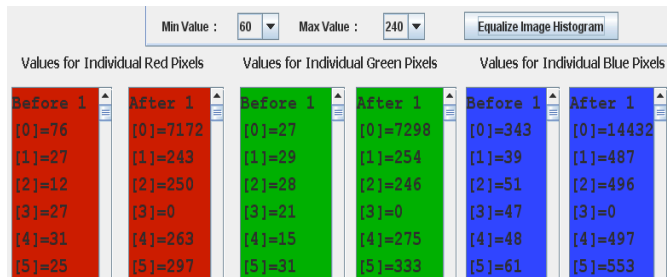 Min Value : 60 Max Value : 240 Equalize Image Histogram
Values for Individual Red Pixels Values for Individual Green Pixels Values for Individual Blue Pixels
Before 1 After 1 Before 1 After 1 Before 1 After 1
[0]=76 [0]=7172 [0]=27 [0]=7298 [0]=343 [0]=14432
[1]=27 [1]=243 [1]=29 [1]=254 [1]=39 [1]=487
[2]=12 [2]=250 [2]=28 [2]=246 [2]=51 [2]=496
[3]=27 [3]=0 [3]=21 [3]=0 [3]=47 [3]=0
[4]=31 [4]=263 [4]=15 [4]=275 [4]=48 [4]=497
[5]=25 [5]=297 [5]=31 [5]=333 [5]=61 [5]=553